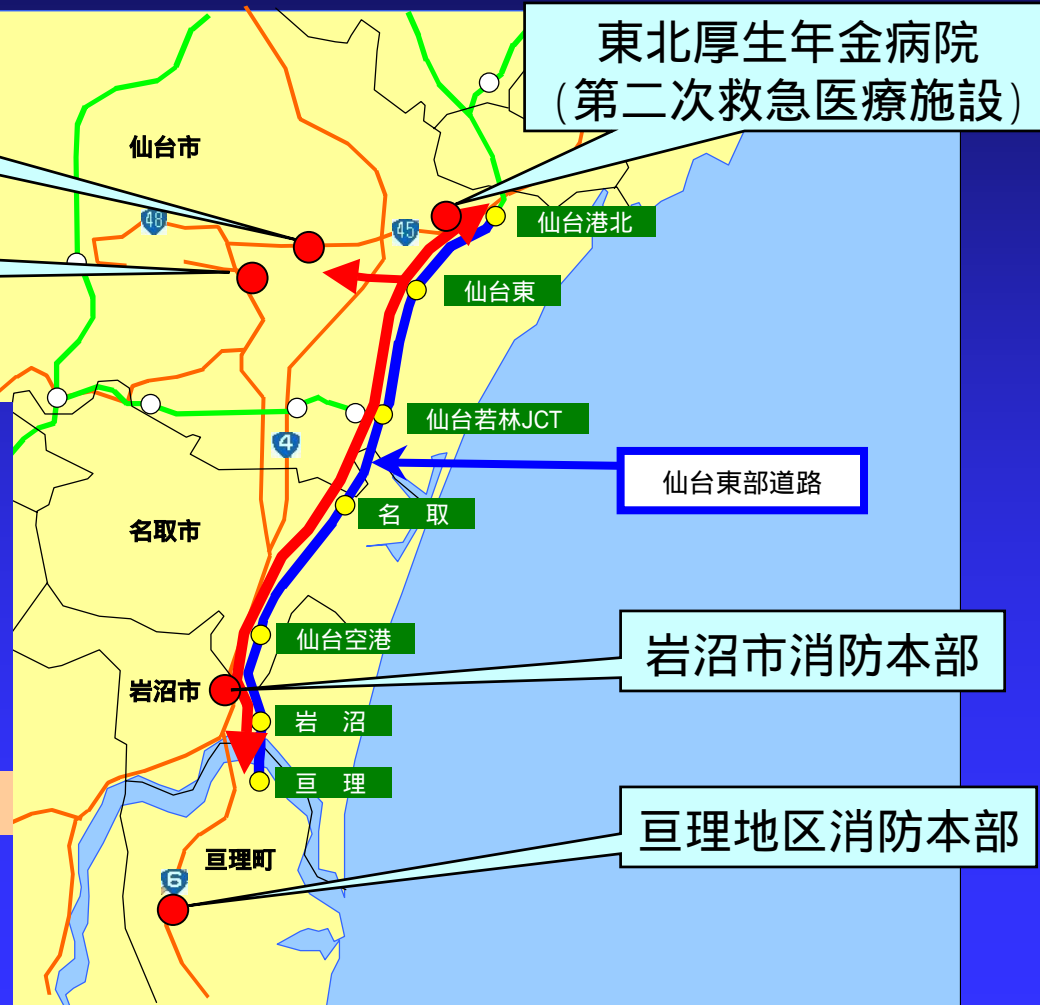 東北厚生年金病院
(第二次救急医療施設)
仙台市
48
45
仙台港北
仙台東
仙台若林JCT
4
仙台東部道路
名 取
名取市
仙台空港
岩沼市消防本部
岩沼市
岩 沼
亘 理
亘理地区消防本部
亘理町
6